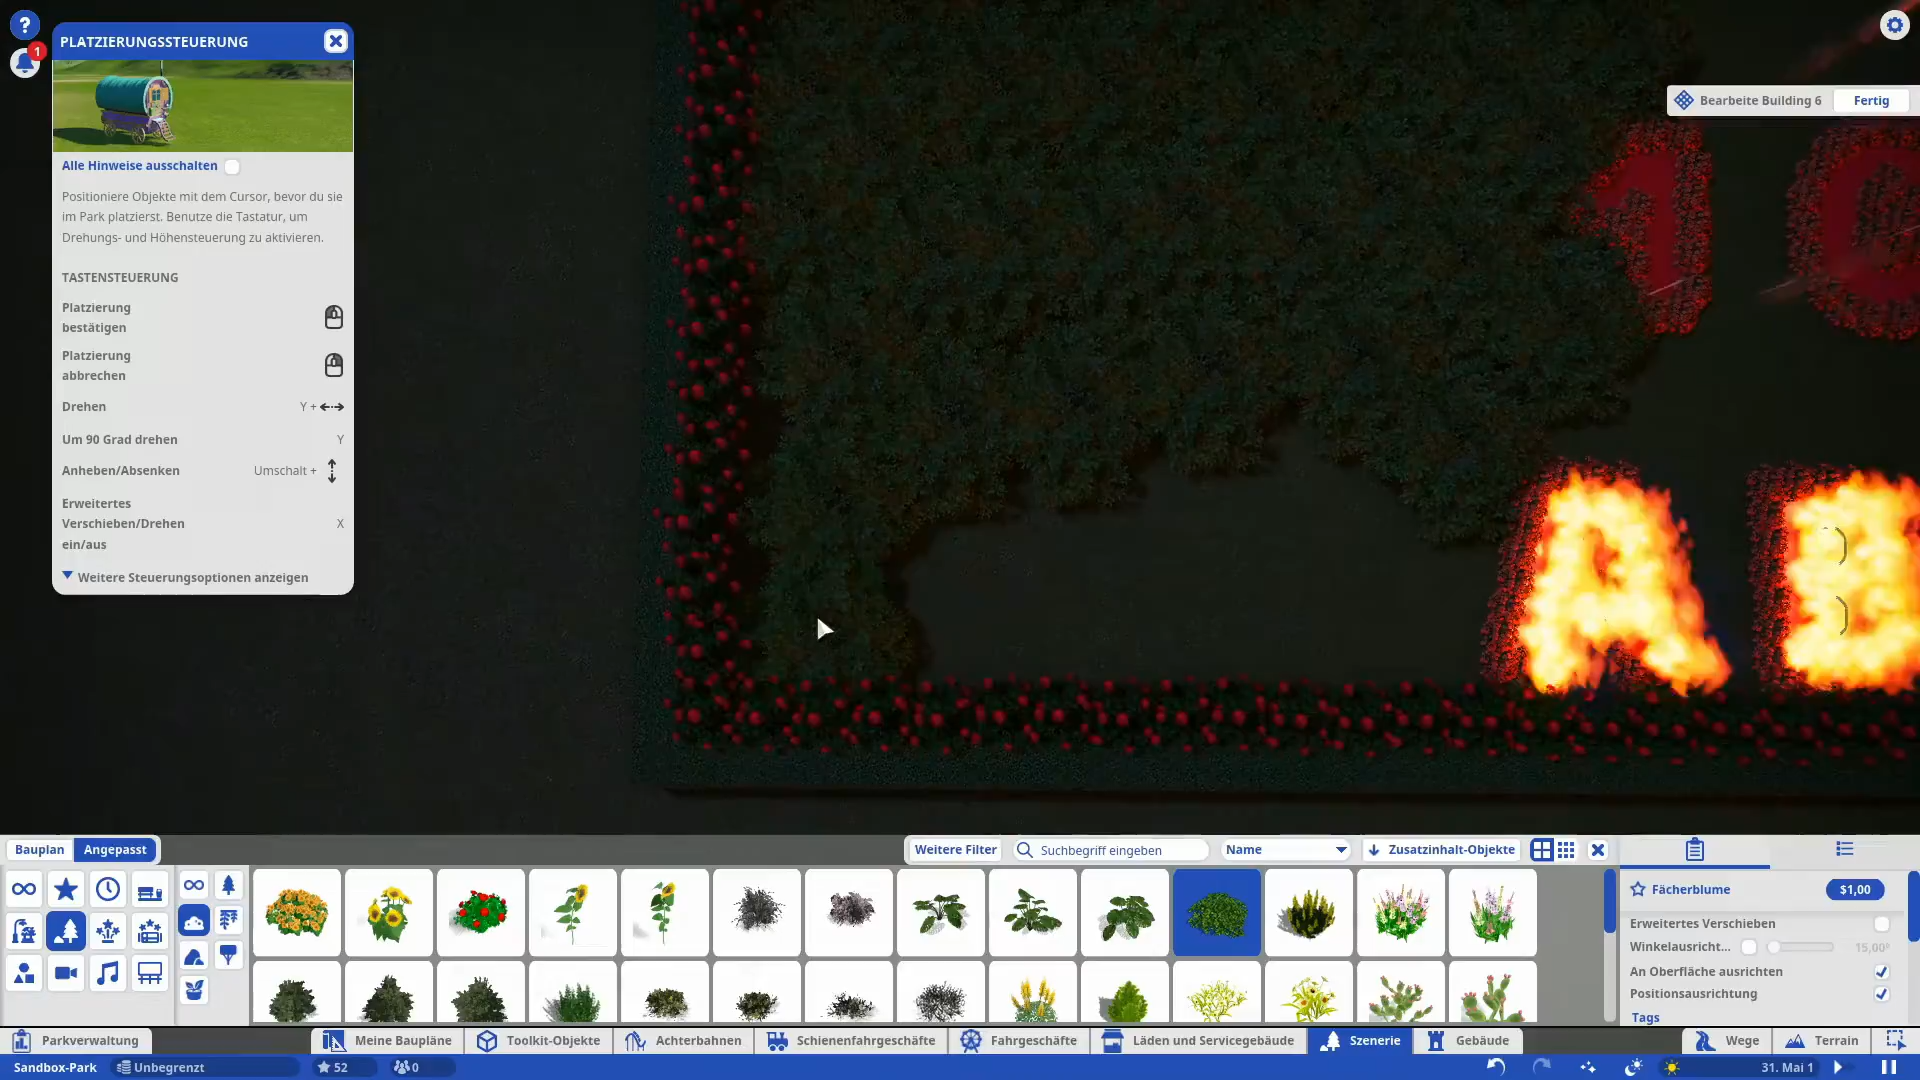 ?
1
PLATZIERUNGSSTEUERUNG
Alle Hinweise ausschalten
Positioniere Objekte mit dem Cursor, bevor du sie
im Park platzierst. Benutze die Tastatur, um
Drehungs- und Höhensteuerung zu aktivieren.
TASTENSTEUERUNG
Platzierung
bestätigen
Platzierung
abbrechen
Drehen Y +
Um 90 Grad drehen Y
Anheben/Absenken Umschalt +
Erweitertes
Verschieben/Drehen X
ein/aus
Weitere Steuerungsoptionen anzeigen
Bearbeite Building 6 Fertig
AB
Bauplan Angepasst
Weitere Filter Suchbegriff eingeben Name Zusatzinhalt-Objekte
Fächerblume $1,00
Erweitertes Verschieben
Winkelausricht... 15,00°
An Oberfläche ausrichten
Positionsausrichtung
Tags
Parkverwaltung Meine Baupläne Toolkit-Objekte Achterbahnen Schienenfahrgeschäfte Fahrgeschäfte Läden und Servicegebäude Szenerie Gebäude Wege Terrain
Sandbox-Park Unbegrenzt 52 0 31. Mai 1